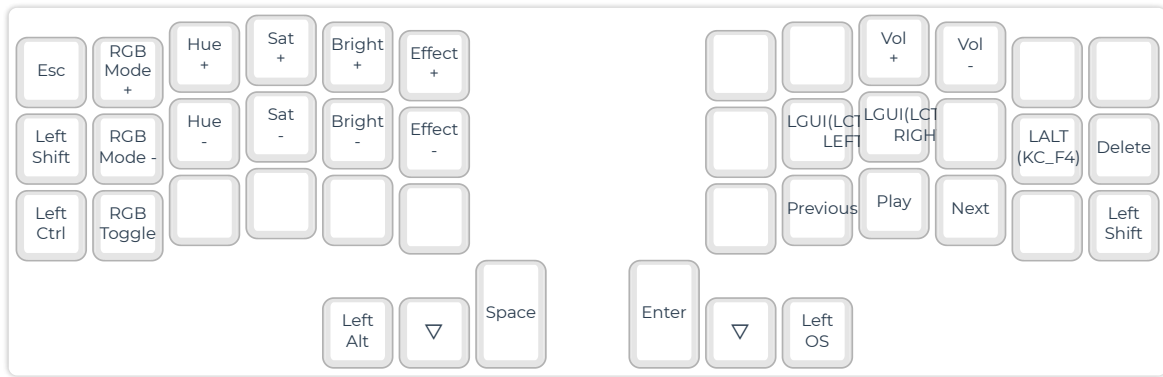 Esc
RGB
Mode
+
Hue
+
Sat
+
Bright
+
Effect
+
Vol
+
Vol
-
Left
Shift
RGB
Mode -
Hue
-
Sat
-
Bright
-
Effect
-
LGUI(LCT
LEFT
LGUI(LCT
RIGH
LALT
(KC_F4)
Delete
Left
Ctrl
RGB
Toggle
Previous
Play
Next
Left
Shift
Left
Alt
▽
Space
Enter
▽
Left
OS